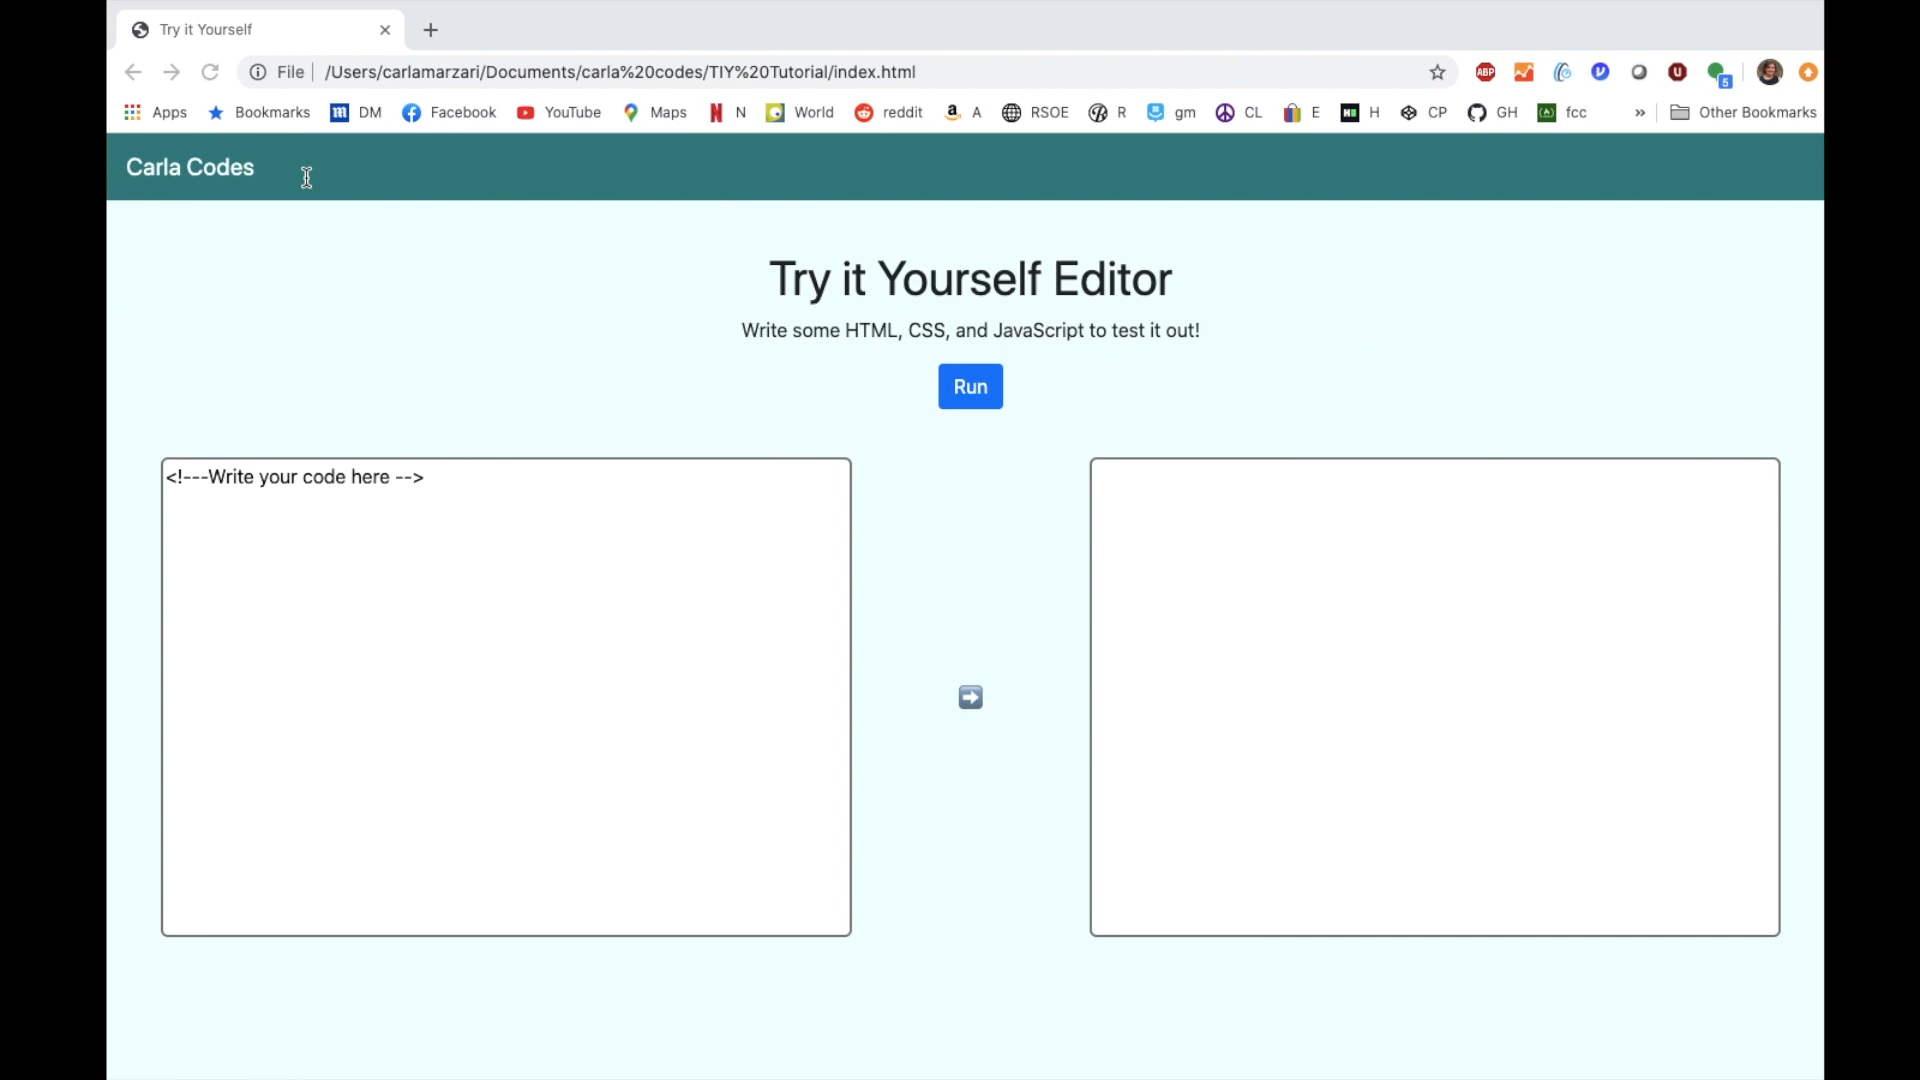 Try it Yourself
File /Users/carlamarzari/Documents/carla%20codes/TIY%20Tutorial/index.html
ABP
5
Apps Bookmarks DM Facebook YouTube Maps N World reddit A RSOE R gm CL E H CP GH fcc » Other Bookmarks
Carla Codes
Try it Yourself Editor
Write some HTML, CSS, and JavaScript to test it out!
Run
<!---Write your code here -->